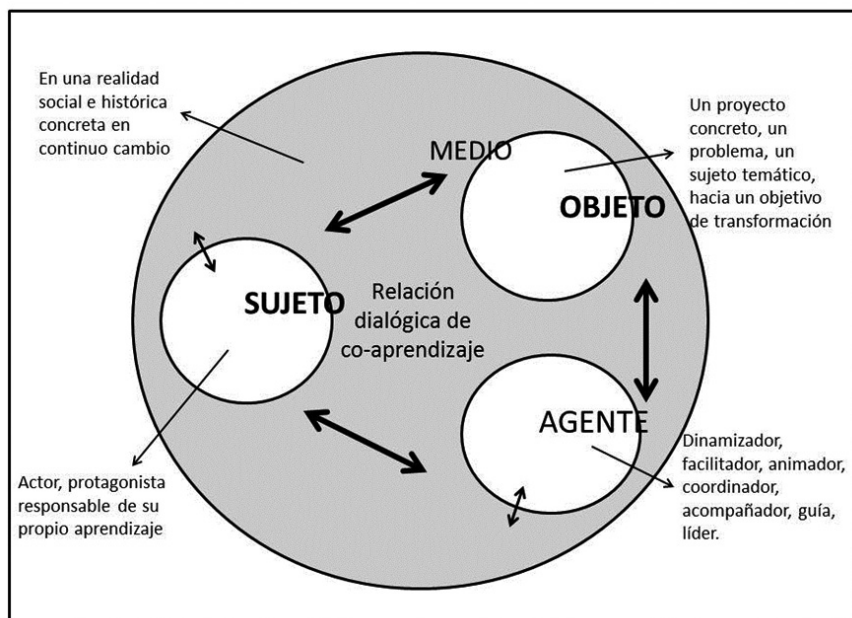 En una realidad
social e histórica
concreta en
continuo cambio
MEDIO
Un proyecto
concreto, un
problema, un
sujeto temático,
hacia un objetivo
de transformación
OBJETO
SUJETO
Relación
dialógica de
co-aprendizaje
AGENTE
Actor, protagonista
responsable de su
propio aprendizaje
Dinamizador,
facilitador, animador,
coordinador,
acompañador, guía,
líder.